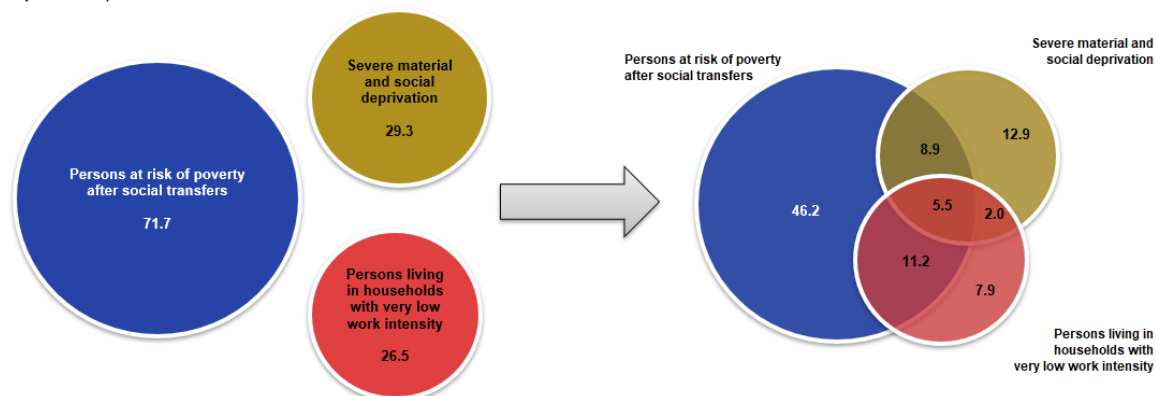 Severe material
and social
deprivation
29.3
Persons at risk of poverty
after social transfers
71.7
Persons living
in households
with very low
work intensity
26.5
Persons at risk of poverty
after social transfers
Severe material and
social deprivation
12.9
8.9
46.2
5.5
2.0
11.2
7.9
Persons living in
households with
very low work intensity